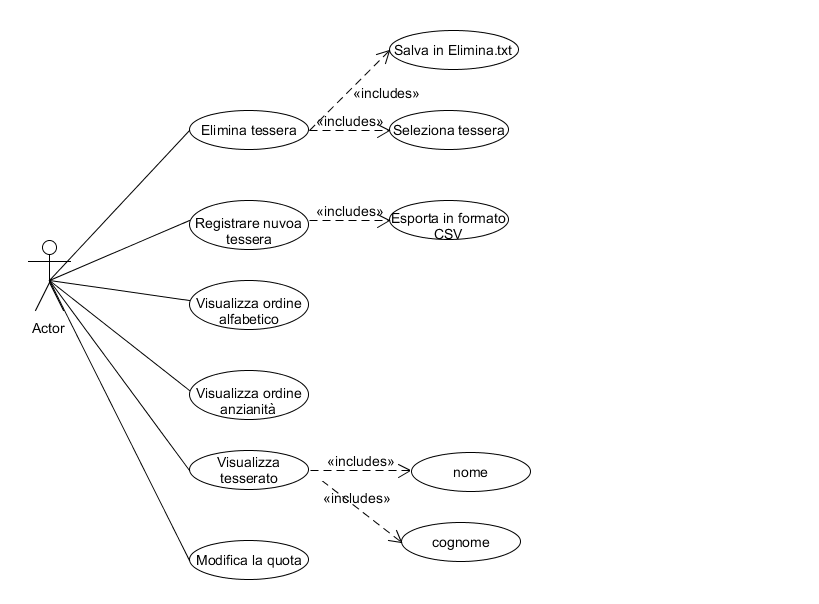 Salva in Elimina.txt
«includes»
Elimina tessera
«includes»
Seleziona tessera
Registrare nuvoa
tessera
«includes»
Esporta in formato
CSV
Actor
Visualizza ordine
alfabetico
Visualizza ordine
anzianità
Visualizza
tesserato
«includes»
nome
«includes»
cognome
Modifica la quota